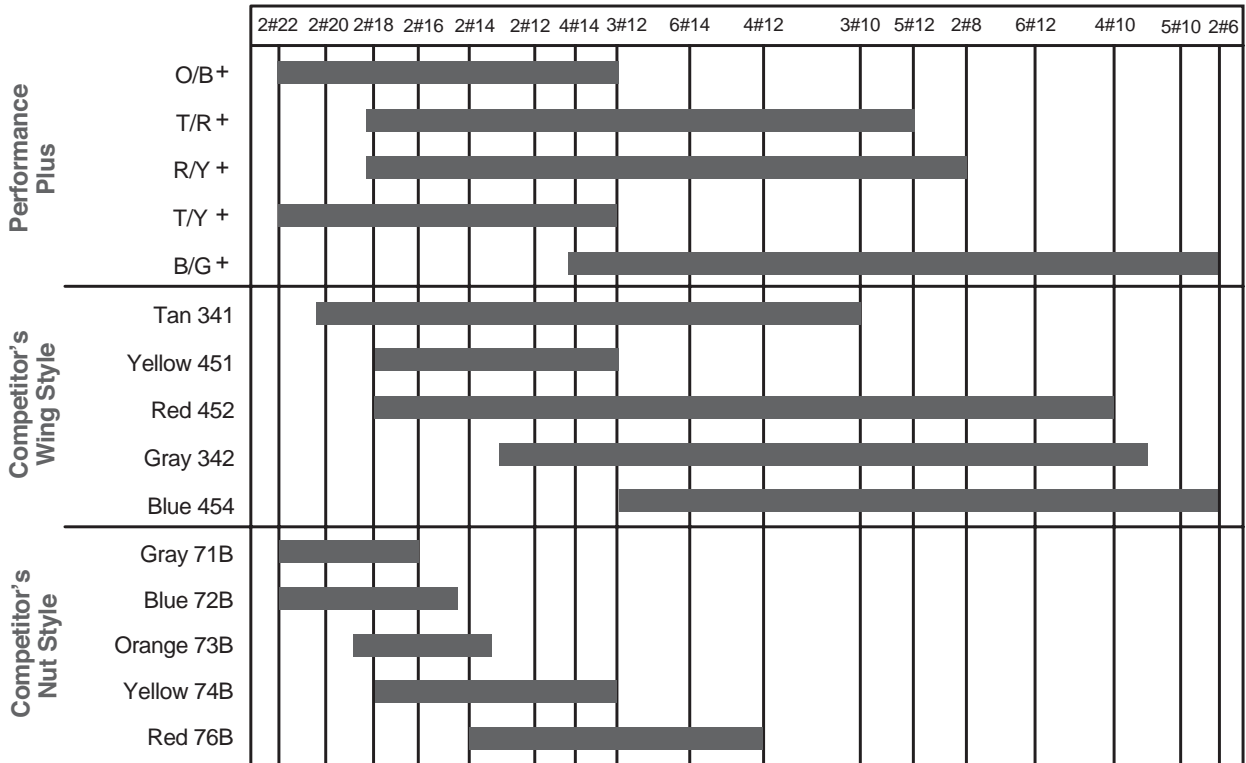 2#22 2#20 2#18 2#16 2#14 2#12 4#14 3#12 6#14 4#12 3#10 5#12 2#8 6#12 4#10 5#10 2#6
Performance
Plus
O/B+
T/R+
R/Y+
T/Y+
B/G+
Competitor's
Wing Style
Tan 341
Yellow 451
Red 452
Gray 342
Blue 454
Competitor's
Nut Style
Gray 71B
Blue 72B
Orange 73B
Yellow 74B
Red 76B